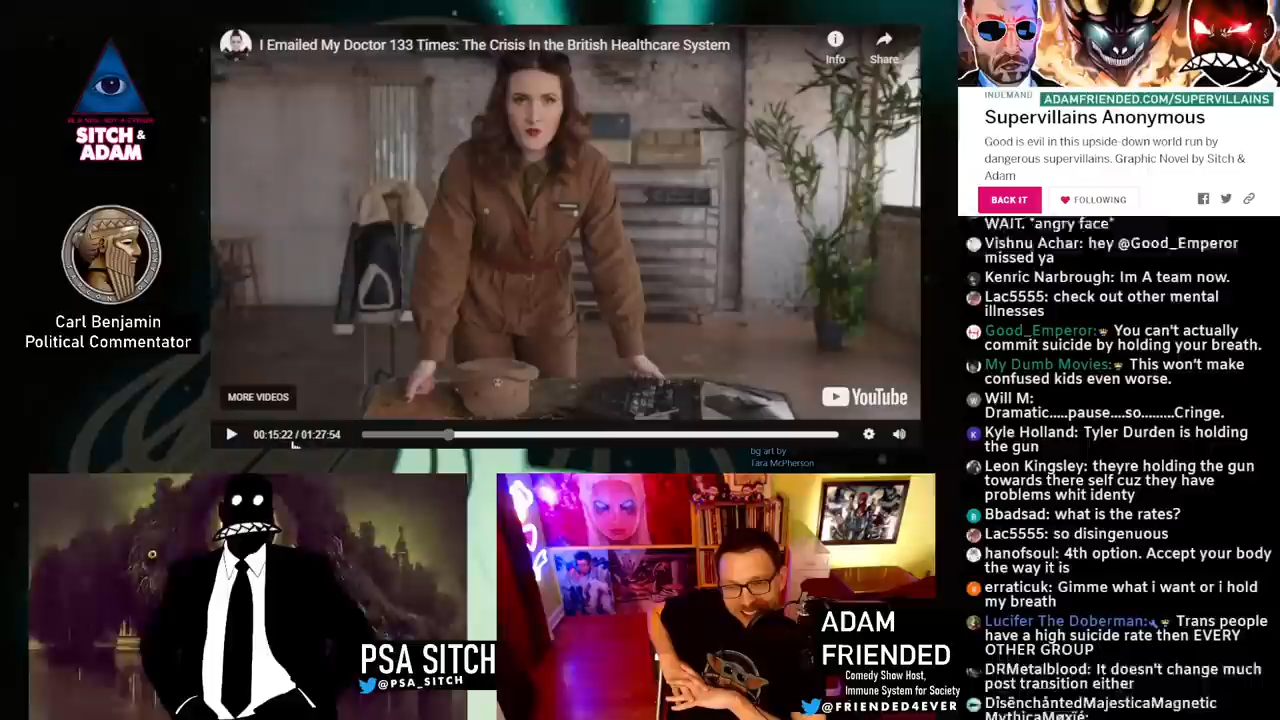 I Emailed My Doctor 133 Times: The Crisis In the British Healthcare System
Info
Share
SITCH &
ADAM
Carl Benjamin
Political Commentator
MORE VIDEOS
YouTube
00:15:22 / 01:27:54
bg art by
Tara McPherson
PSA SITCH
@PSA_SITCH
ADAM
FRIENDED
Comedy Show Host,
Immune System for Society
@FRIENDED4EVER
INDEMAND
ADAMFRIENDED.COM/SUPERVILLAINS
Supervillains Anonymous
Good is evil in this upside-down world run by
dangerous supervillains. Graphic Novel by Sitch &
Adam
BACK IT
FOLLOWING
WAIT. *angry face*
Vishnu Achar: hey @Good_Emperor
missed ya
Kenric Narbrough: Im A team now.
Lac5555: check out other mental
illnesses
Good_Emperor: You can't actually
commit suicide by holding your breath.
My Dumb Movies: This won't make
confused kids even worse.
Will M:
Dramatic.....pause....so.........Cringe.
Kyle Holland: Tyler Durden is holding
the gun
Leon Kingsley: theyre holding the gun
towards there self cuz they have
problems whit identy
Bbadsad: what is the rates?
Lac5555: so disingenuous
hanofsoul: 4th option. Accept your body
the way it is
erraticuk: Gimme what i want or i hold
my breath
Lucifer The Doberman: Trans people
have a high suicide rate then EVERY
OTHER GROUP
DRMetalblood: It doesn't change much
post transition either